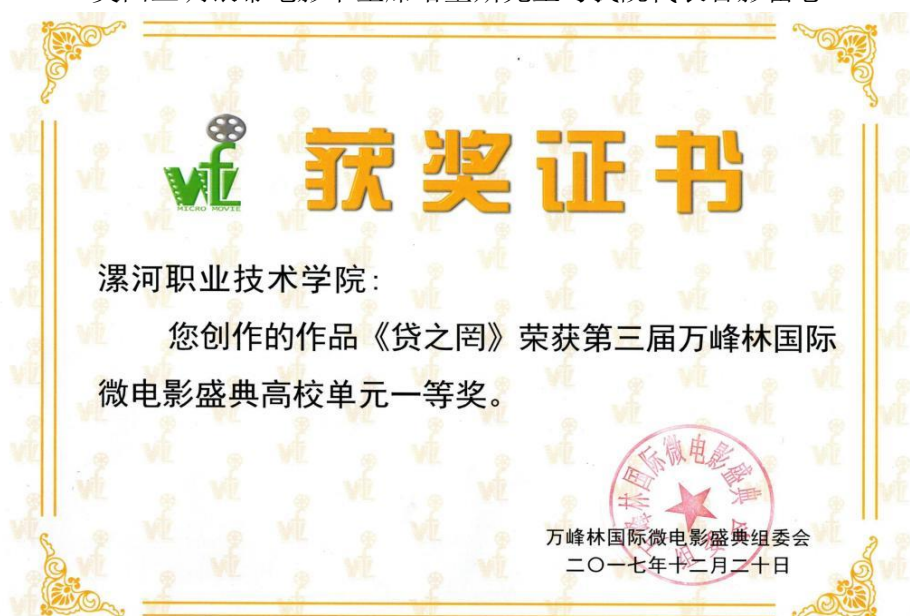 获奖证书
MICRO MOVIE
漯河职业技术学院：
您创作的作品《贷之罔》荣获第三届万峰林国际
微电影盛典高校单元一等奖。
万峰林国际微电影盛典组委会
二〇一七年十二月二十日